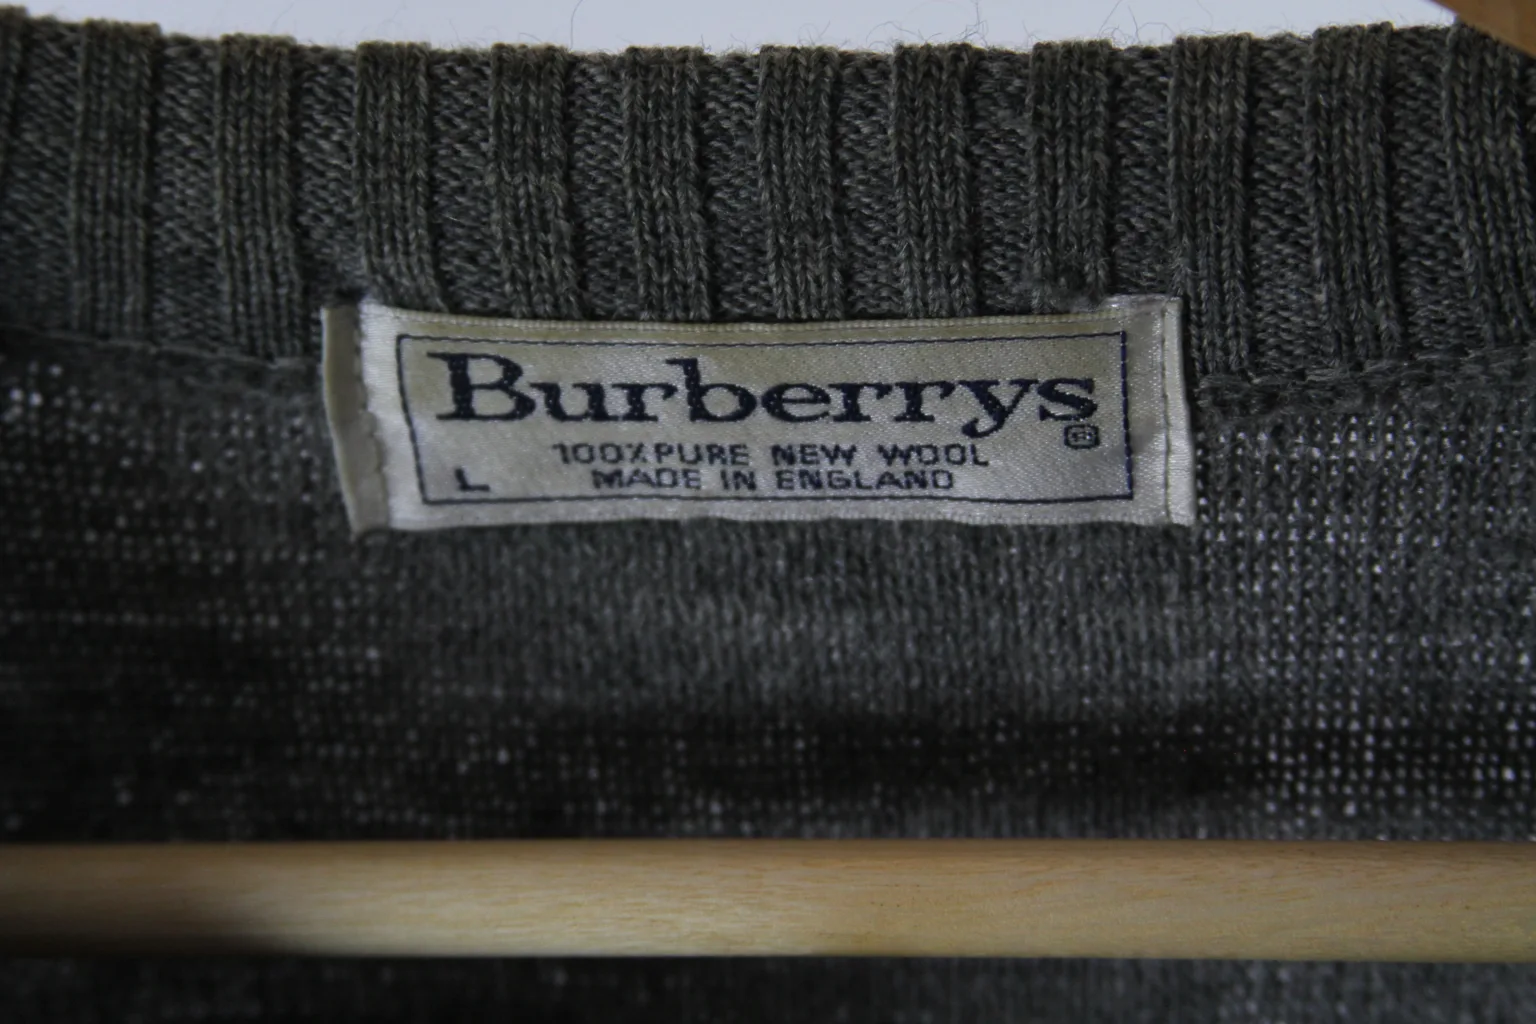 Burberrys®
100% PURE NEW WOOL
L MADE IN ENGLAND